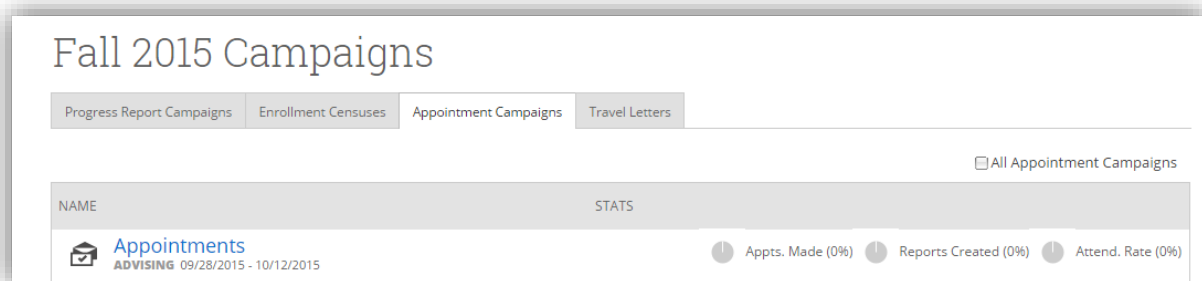 Fall 2015 Campaigns
Progress Report Campaigns Enrollment Censuses Appointment Campaigns Travel Letters
All Appointment Campaigns
NAME STATS
Appointments Appts. Made (0%) Reports Created (0%) Attend. Rate (0%)
ADVISING 09/28/2015 - 10/12/2015